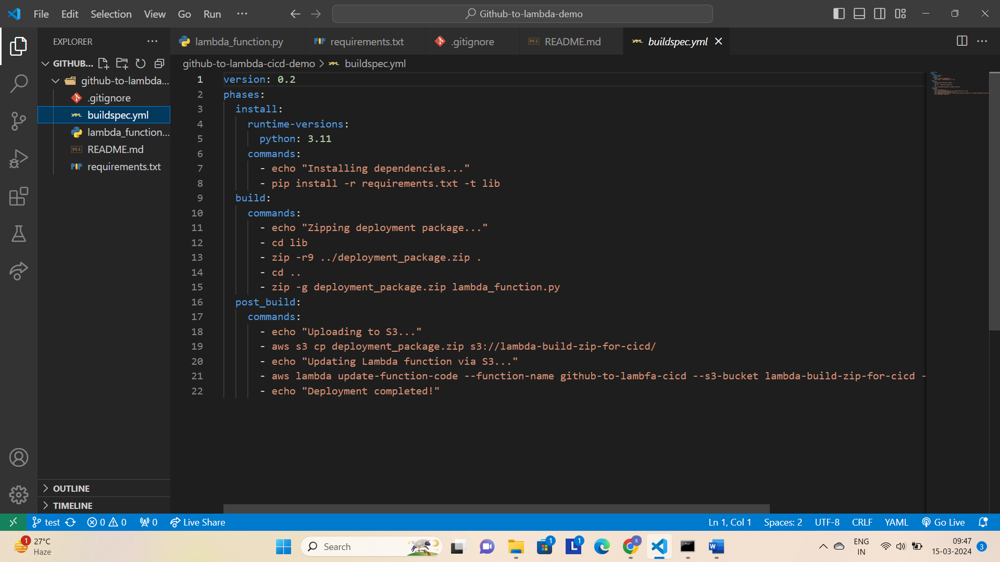 File Edit Selection View Go Run ···
Github-to-lambda-demo
EXPLORER
lambda_function.py
requirements.txt
.gitignore
README.md
buildspec.yml
GITHUB...
github-to-lambda-cicd-demo > buildspec.yml
github-to-lambda...
.gitignore
buildspec.yml
lambda_function...
README.md
requirements.txt
1 version: 0.2
2 phases:
3 install:
4 runtime-versions:
5 python: 3.11
6 commands:
7 - echo "Installing dependencies..."
8 - pip install -r requirements.txt -t lib
9 build:
10 commands:
11 - echo "Zipping deployment package..."
12 - cd lib
13 - zip -r9 ../deployment_package.zip .
14 - cd ..
15 - zip -g deployment_package.zip lambda_function.py
16 post_build:
17 commands:
18 - echo "Uploading to S3..."
19 - aws s3 cp deployment_package.zip s3://lambda-build-zip-for-cicd/
20 - echo "Updating Lambda function via S3..."
21 - aws lambda update-function-code --function-name github-to-lambfa-cicd --s3-bucket lambda-build-zip-for-cicd -
22 - echo "Deployment completed!"
OUTLINE
TIMELINE
test 0 0 0 Live Share
Ln 1, Col 1 Spaces: 2 UTF-8 CRLF YAML Go Live
1 27°C
Haze
Search
1
L 1
S
W
ENG
IN
09:47
15-03-2024
3